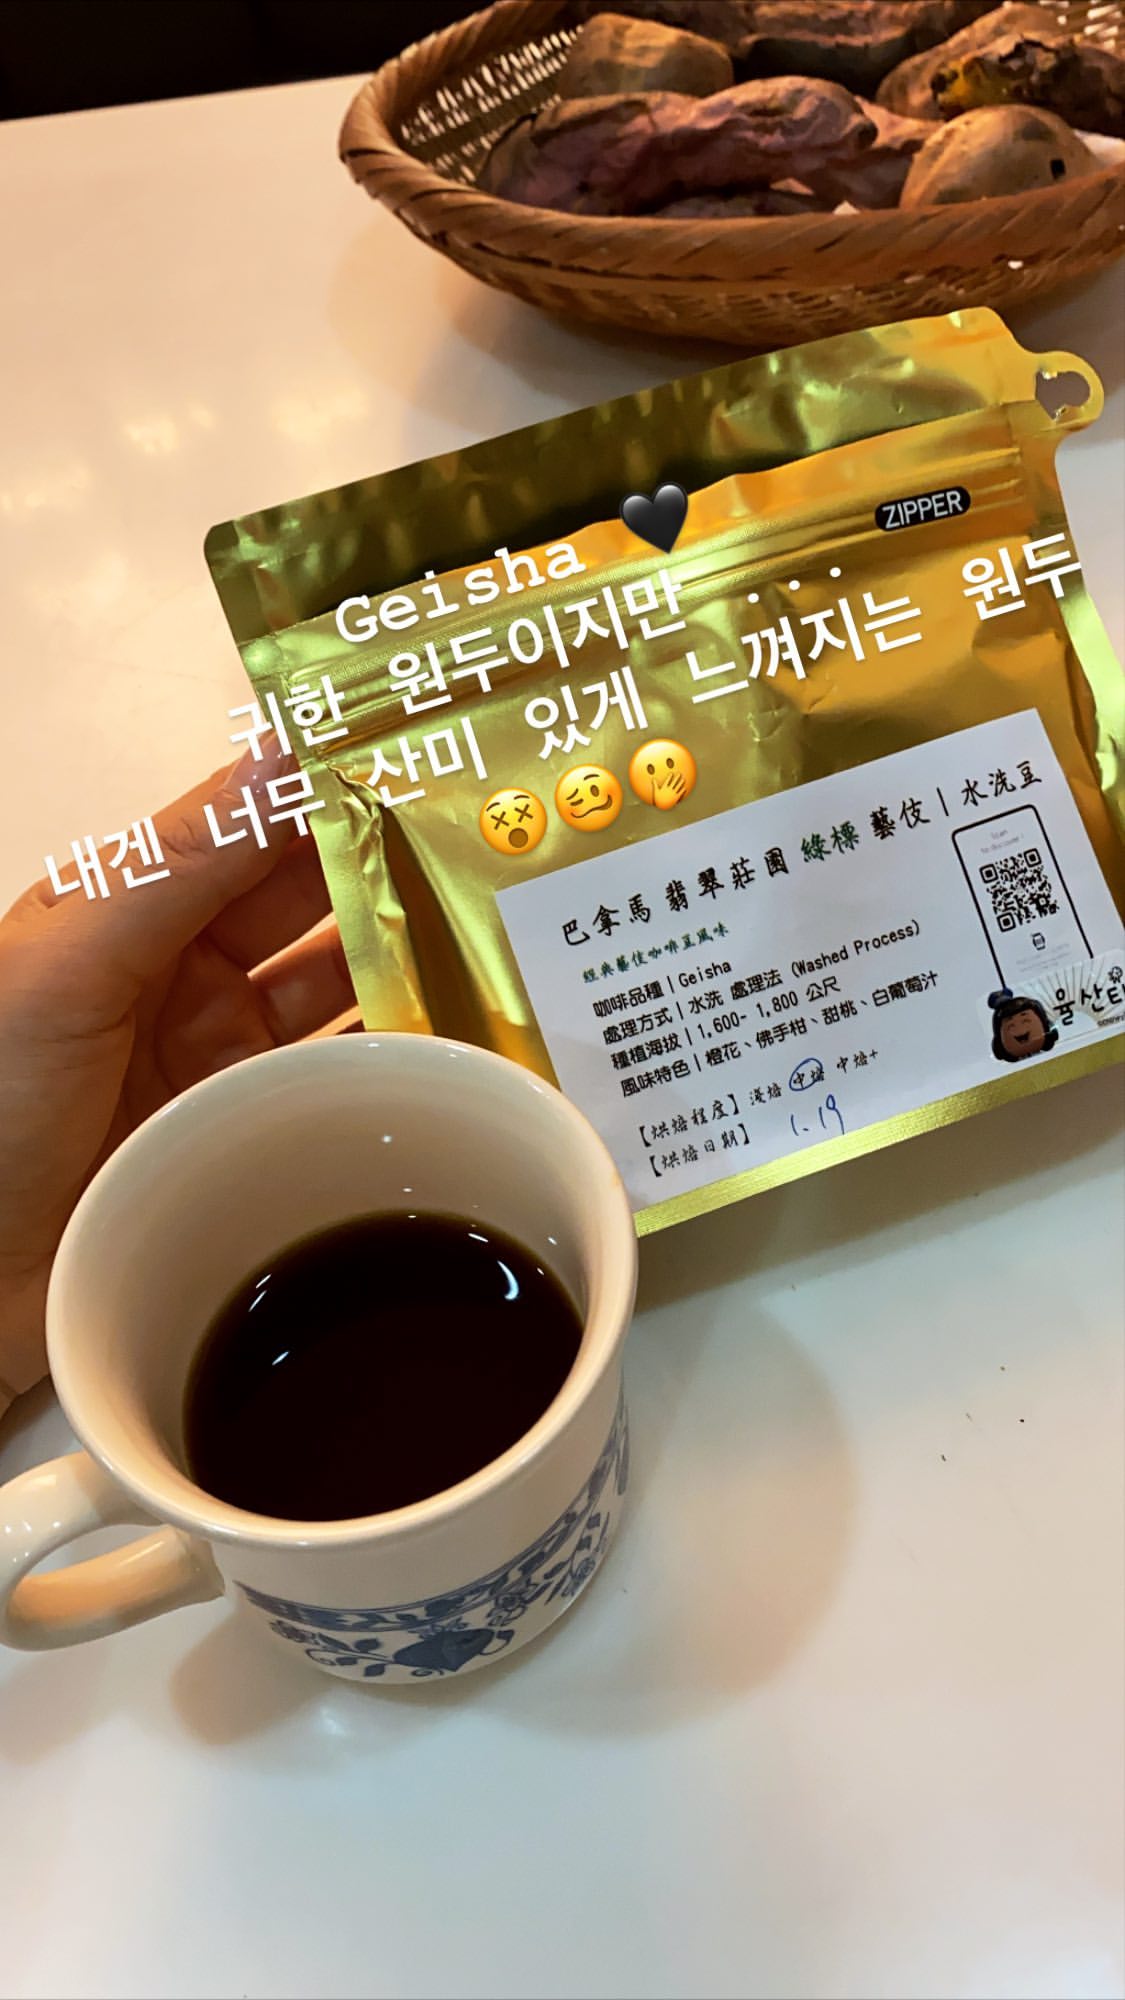 ZIPPER
Geisha 🖤
귀한 원두이지만 ...
내겐 너무 산미 있게 느껴지는 원두
😵🥴🤭
巴拿馬 翡翠莊園 綠標 藝伎 | 水洗豆
經典藝伎咖啡豆風味
咖啡品種 | Geisha
處理方式 | 水洗 處理法 (Washed Process)
種植海拔 | 1,600- 1,800 公尺
風味特色 | 橙花、佛手柑、甜桃、白葡萄汁
【烘焙程度】淺焙 中焙 中焙+
【烘焙日期】 1.19
Scan
to discover!
울산